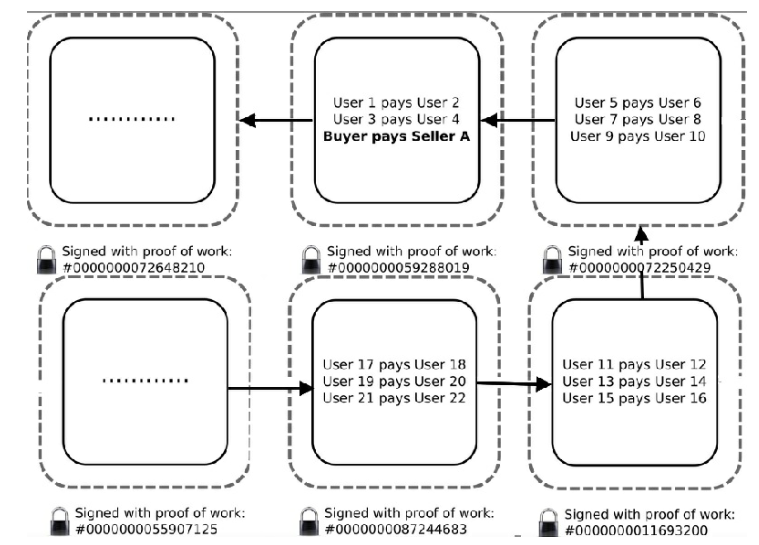 ............
User 1 pays User 2
User 3 pays User 4
Buyer pays Seller A
User 5 pays User 6
User 7 pays User 8
User 9 pays User 10
Signed with proof of work:
#0000000072648210
Signed with proof of work:
#0000000059288019
Signed with proof of work:
#0000000072250429
............
User 17 pays User 18
User 19 pays User 20
User 21 pays User 22
User 11 pays User 12
User 13 pays User 14
User 15 pays User 16
Signed with proof of work:
#0000000055907125
Signed with proof of work:
#0000000087244683
Signed with proof of work:
#0000000011693200